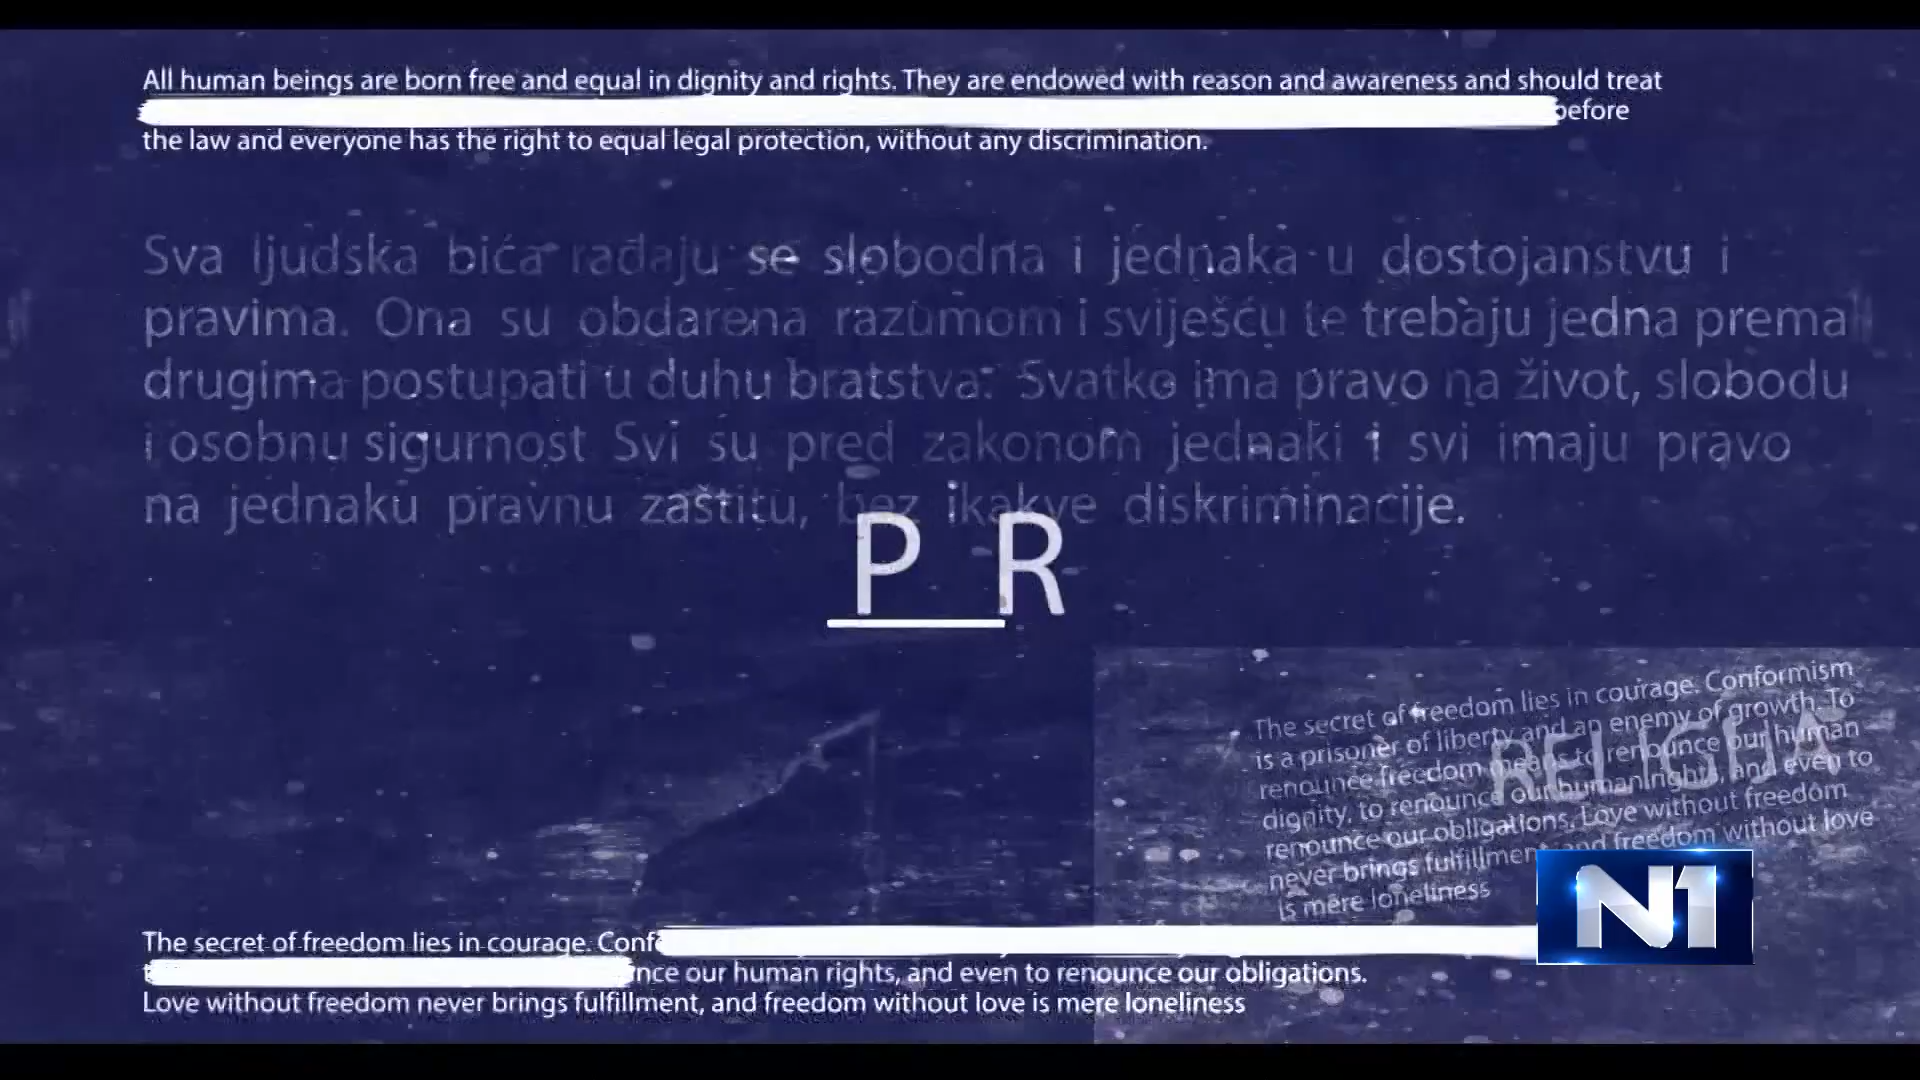 All human beings are born free and equal in dignity and rights. They are endowed with reason and awareness and should treat
before
the law and everyone has the right to equal legal protection, without any discrimination.
Sva ljudska bića rađaju se slobodna i jednaka u dostojanstvu i
pravima. Ona su obdarena razumom i sviješću te trebaju jedna prema
drugima postupati u duhu bratstva. Svatko ima pravo na život, slobodu
i osobnu sigurnost Svi su pred zakonom jednaki i svi imaju pravo
na jednaku pravnu zaštitu, bez ikakve diskriminacije.
P R
The secret of freedom lies in courage. Conformism
is a prisoner of liberty and an enemy of growth. To
renounce freedom means to renounce our human
dignity, to renounce our human rights, and even to
renounce our obligations. Love without freedom
never brings fulfillment, and freedom without love
is mere loneliness
RELIGIJA
N1
The secret of freedom lies in courage. Conf
nce our human rights, and even to renounce our obligations.
Love without freedom never brings fulfillment, and freedom without love is mere loneliness